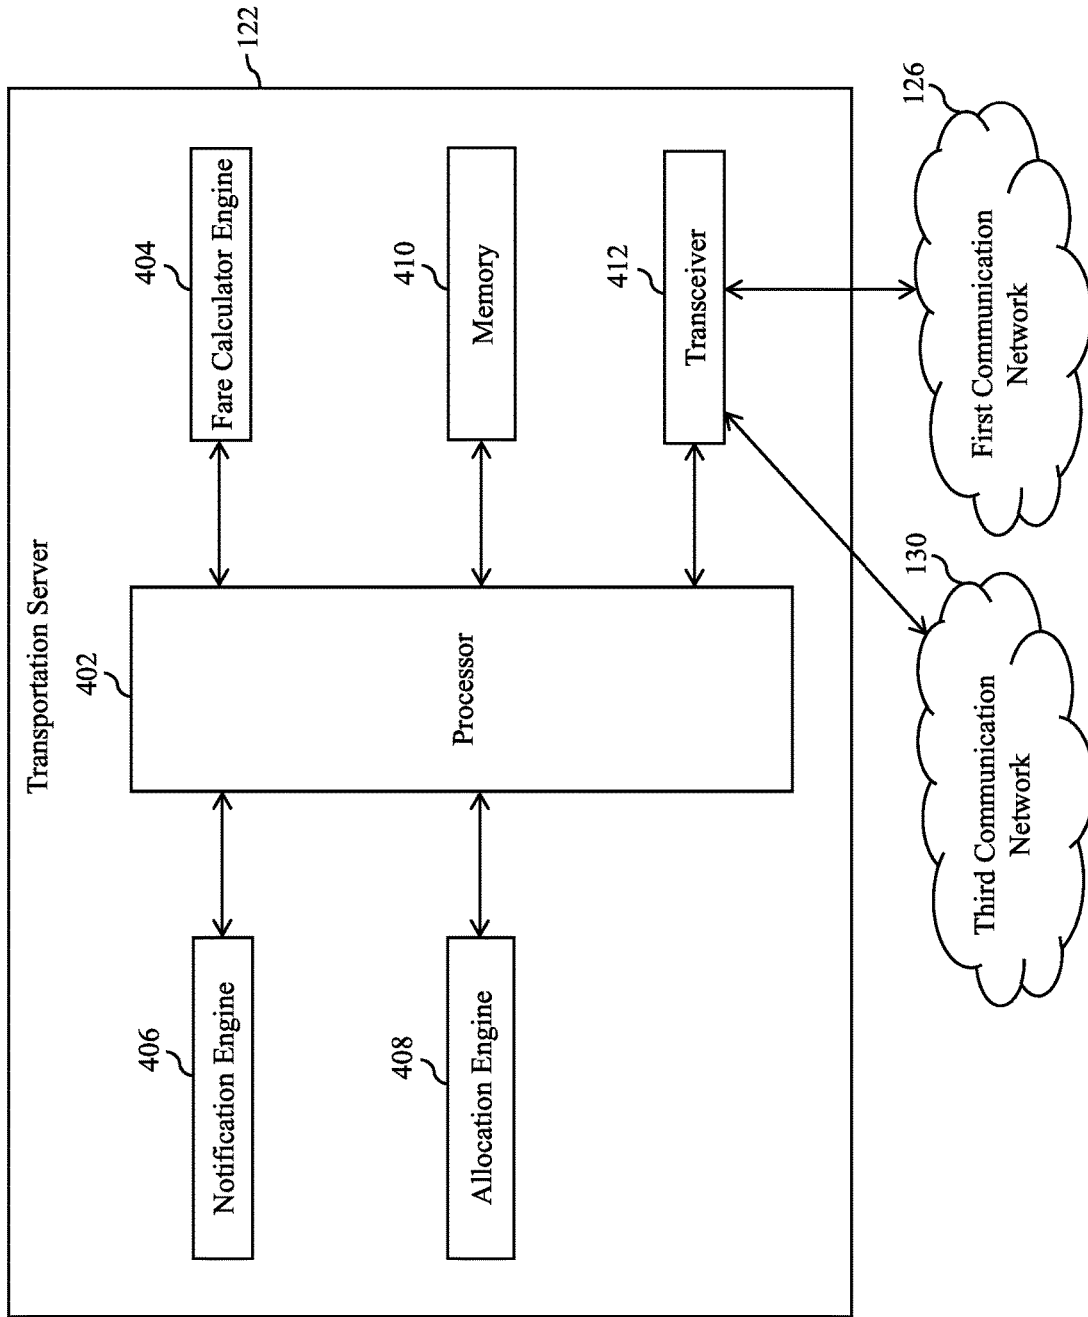 Transportation Server
122
402
Processor
406
Notification Engine
408
Allocation Engine
404
Fare Calculator Engine
410
Memory
412
Transceiver
130
Third Communication
Network
126
First Communication
Network